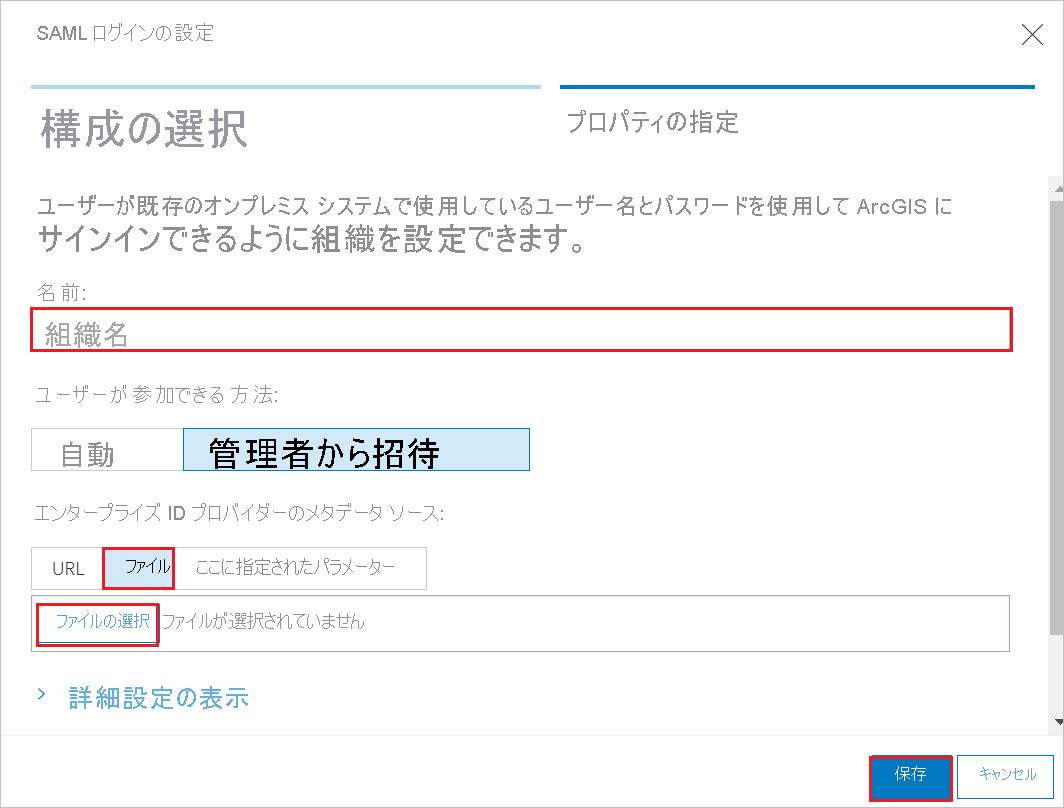 SAML ログインの設定
構成の選択
プロパティの指定
ユーザーが既存のオンプレミス システムで使用しているユーザー名とパスワードを使用して ArcGIS に
サインインできるように組織を設定できます。
名前:
組織名
ユーザーが参加できる方法:
自動 管理者から招待
エンタープライズ ID プロバイダーのメタデータ ソース:
URL ファイル ここに指定されたパラメーター
ファイルの選択 ファイルが選択されていません
> 詳細設定の表示
保存 キャンセル